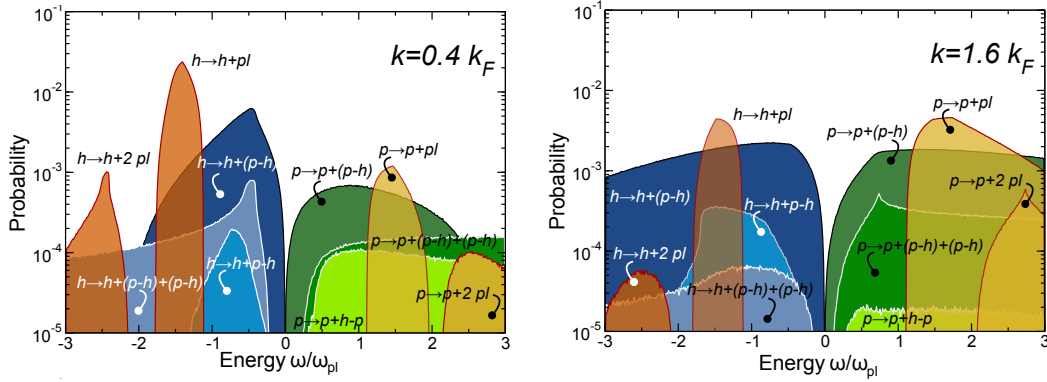 k=0.4 k_F
h→h+pl
h→h+2 pl
h→h+(p-h)
p→p+(p-h)
p→p+pl
p→p+(p-h)+(p-h)
h→h+(p-h)+(p-h)
h→h+p-h
p→p+2 pl
p→p+h-p
Probability
10^-1
10^-2
10^-3
10^-4
10^-5
-3 -2 -1 0 1 2 3
Energy ω/ω_pl
k=1.6 k_F
h→h+pl
p→p+pl
p→p+(p-h)
p→p+2 pl
h→h+(p-h)
h→h+p-h
h→h+2 pl
p→p+(p-h)+(p-h)
h→h+(p-h)+(p-h)
p→p+h-p
Probability
10^-1
10^-2
10^-3
10^-4
10^-5
-3 -2 -1 0 1 2 3
Energy ω/ω_pl